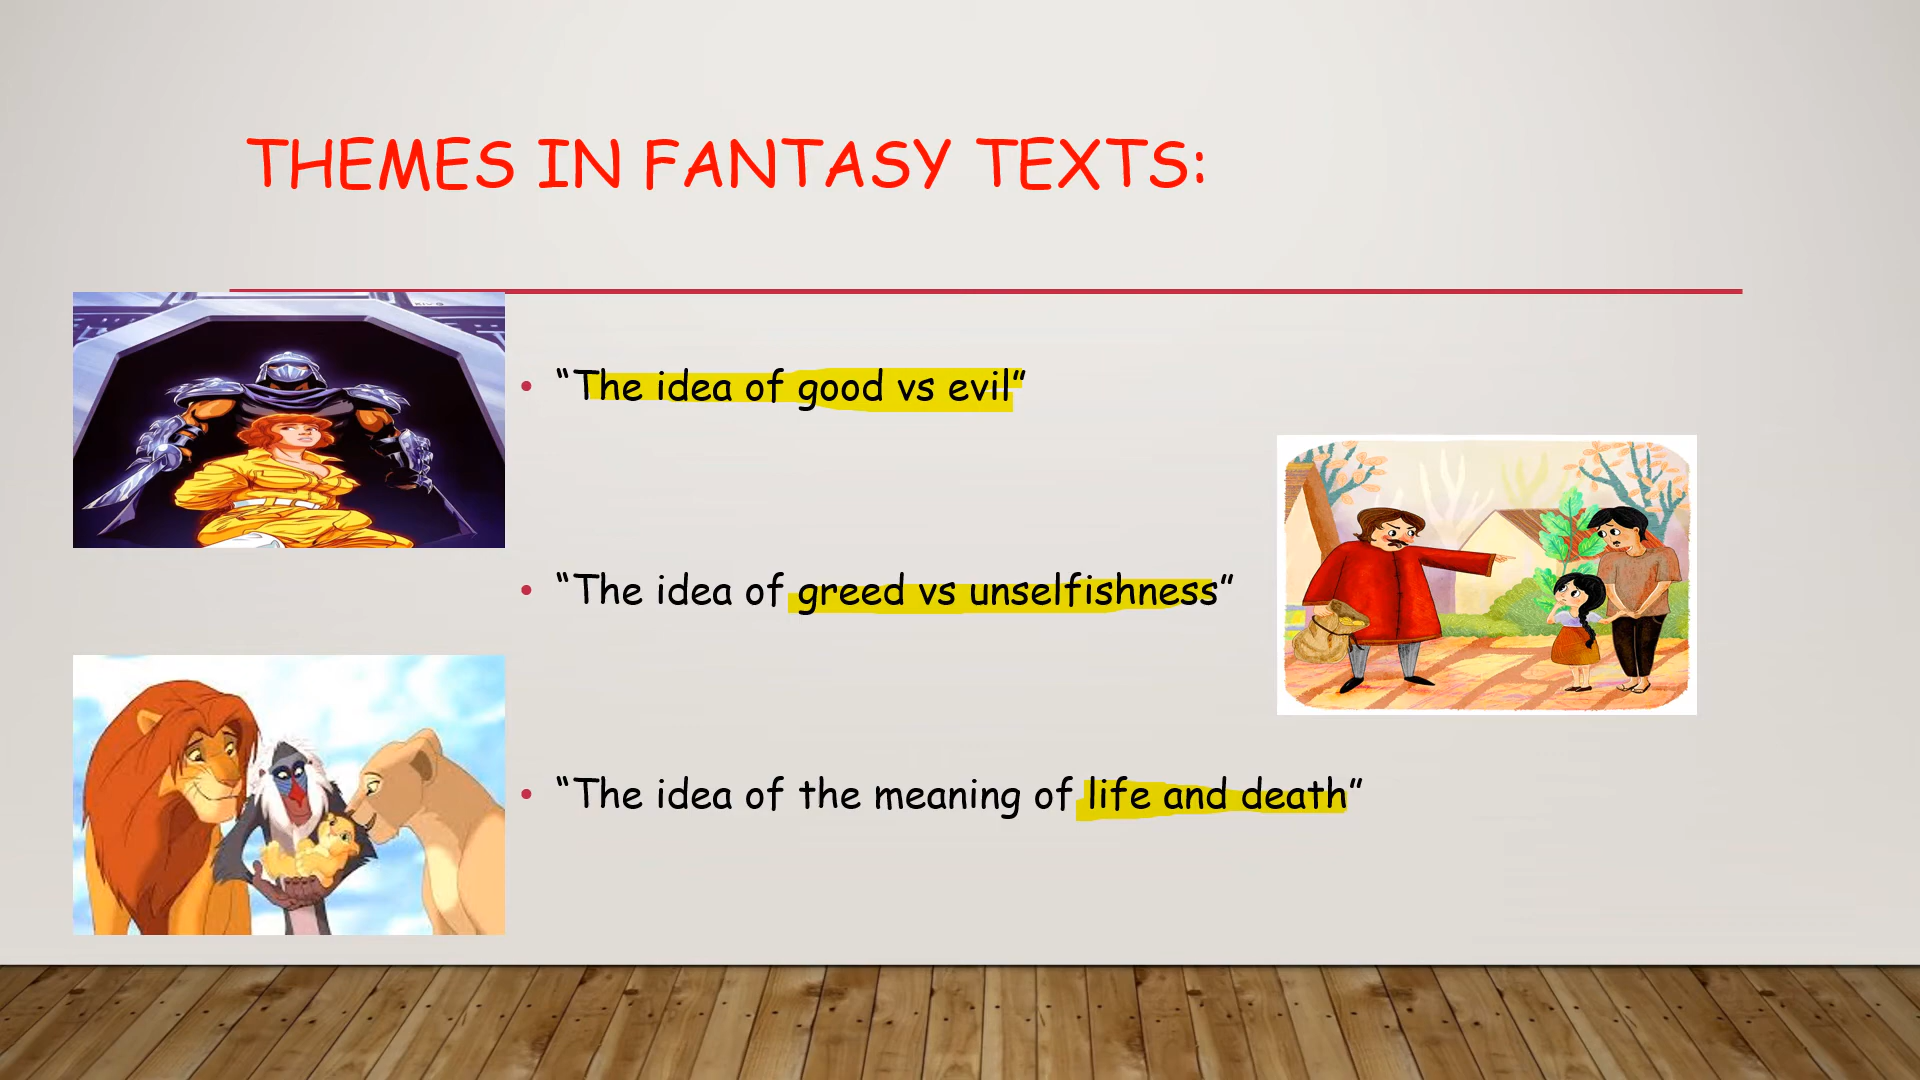 THEMES IN FANTASY TEXTS:
“The idea of good vs evil”
“The idea of greed vs unselfishness”
“The idea of the meaning of life and death”